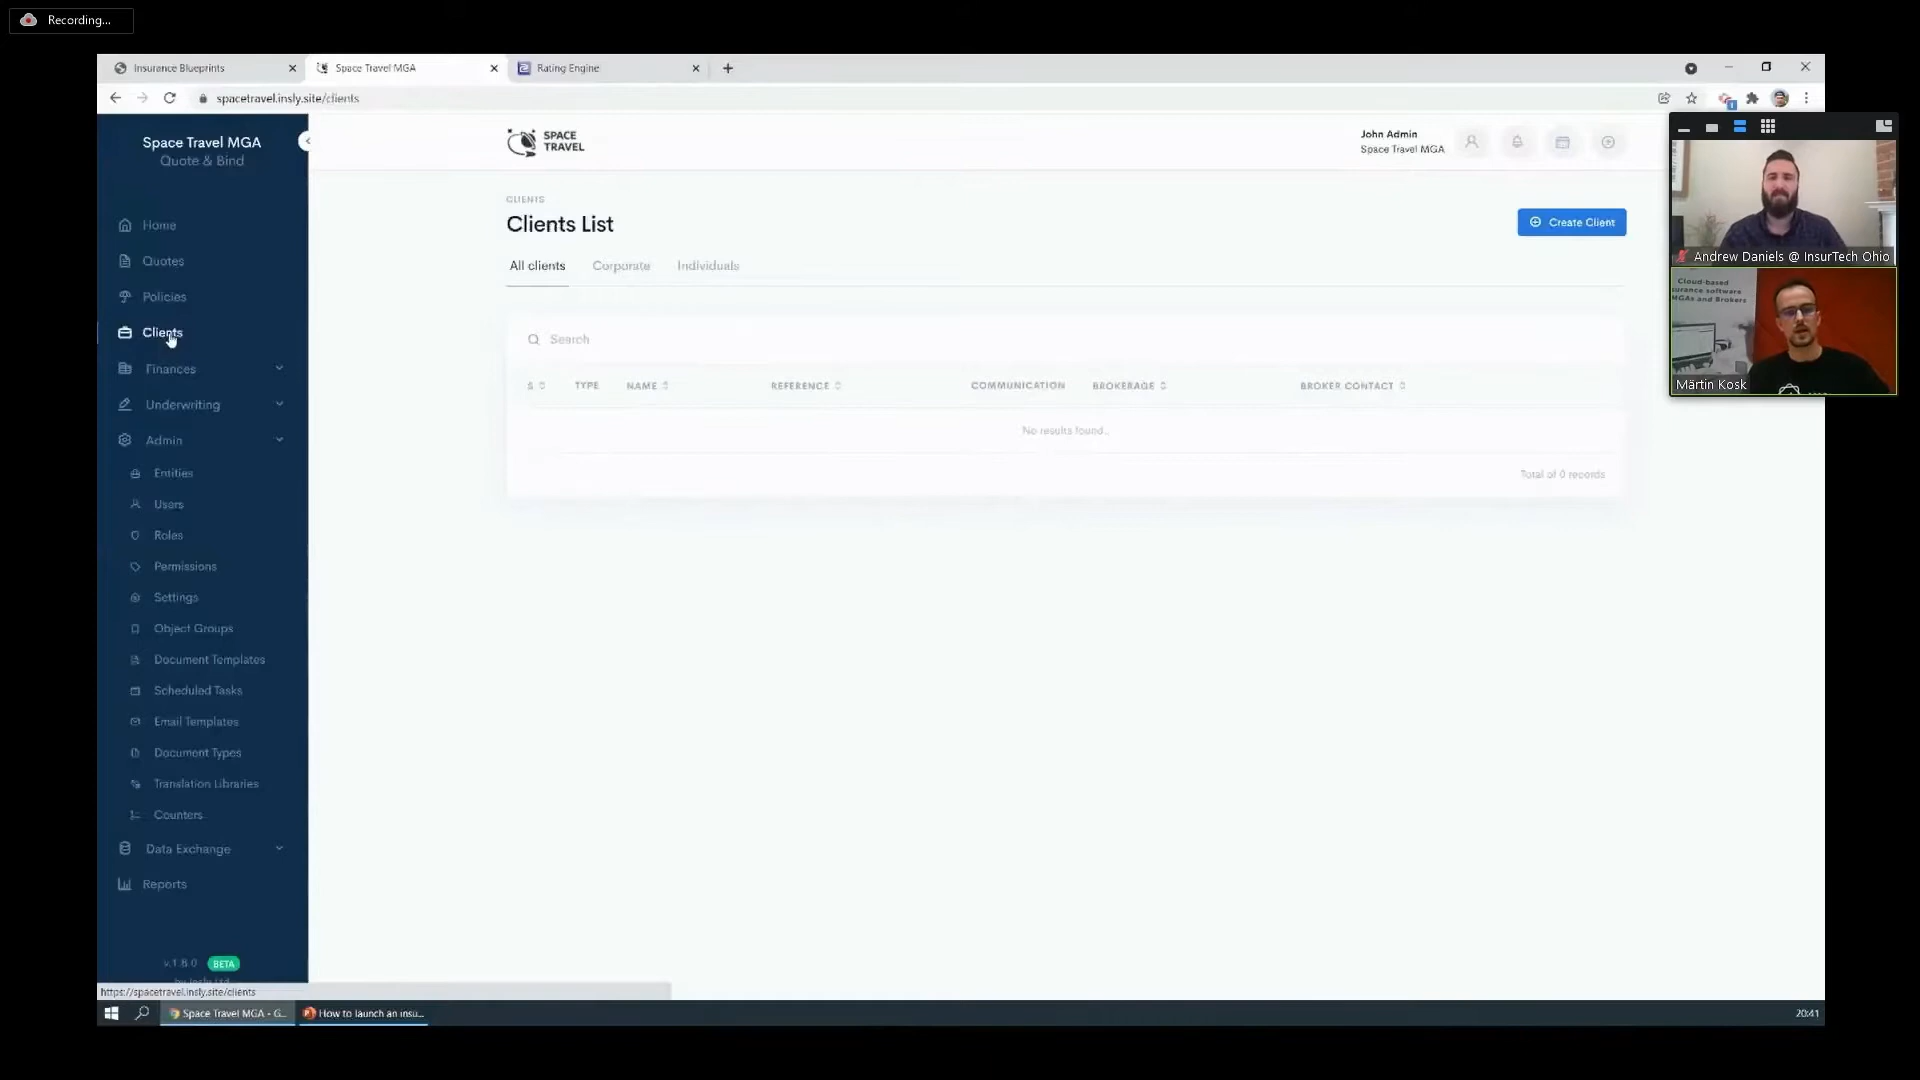 Recording...
Insurance Blueprints
Space Travel MGA
Rating Engine
spacetravel.insly.site/clients
Space Travel MGA
Quote & Bind
Home
Quotes
Policies
Clients
Finances
Underwriting
Admin
Entities
Users
Roles
Permissions
Settings
Object Groups
Document Templates
Scheduled Tasks
Email Templates
Document Types
Translation Libraries
Counters
Data Exchange
Reports
v.1.8.0 BETA
by Insly Ltd
https://spacetravel.insly.site/clients
SPACE
TRAVEL
John Admin
Space Travel MGA
CLIENTS
Clients List
Create Client
All clients Corporate Individuals
Search
S TYPE NAME REFERENCE COMMUNICATION BROKERAGE BROKER CONTACT
No results found..
Total of 0 records
Andrew Daniels @ InsurTech Ohio
Cloud-based
MGAs and Brokers
Märtin Kosk
Space Travel MGA - G...
How to launch an insu...
20:41